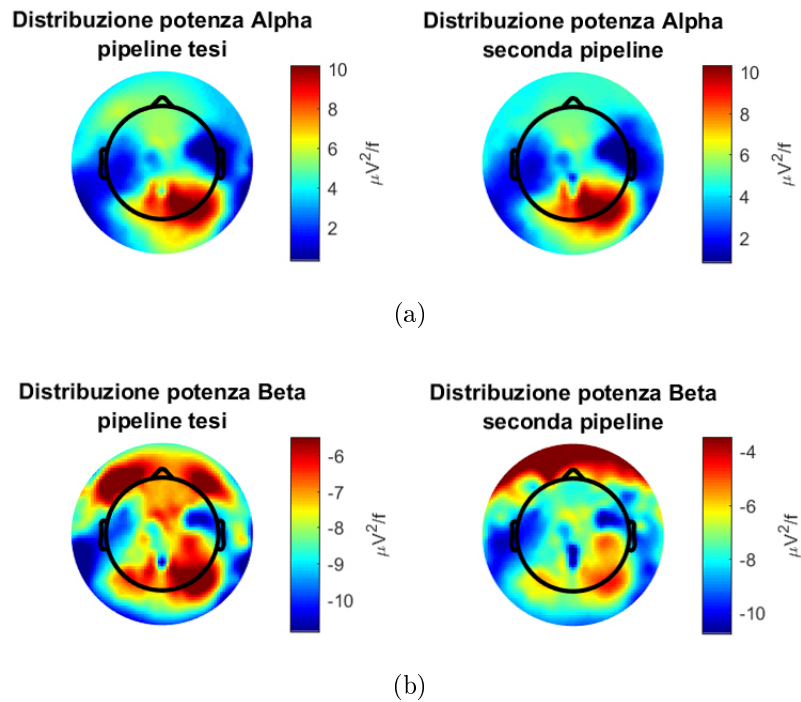 Distribuzione potenza Alpha
pipeline tesi
10
8
6
4
2
μV²/f
Distribuzione potenza Alpha
seconda pipeline
10
8
6
4
2
μV²/f
(a)
Distribuzione potenza Beta
pipeline tesi
-6
-7
-8
-9
-10
μV²/f
Distribuzione potenza Beta
seconda pipeline
-4
-6
-8
-10
μV²/f
(b)